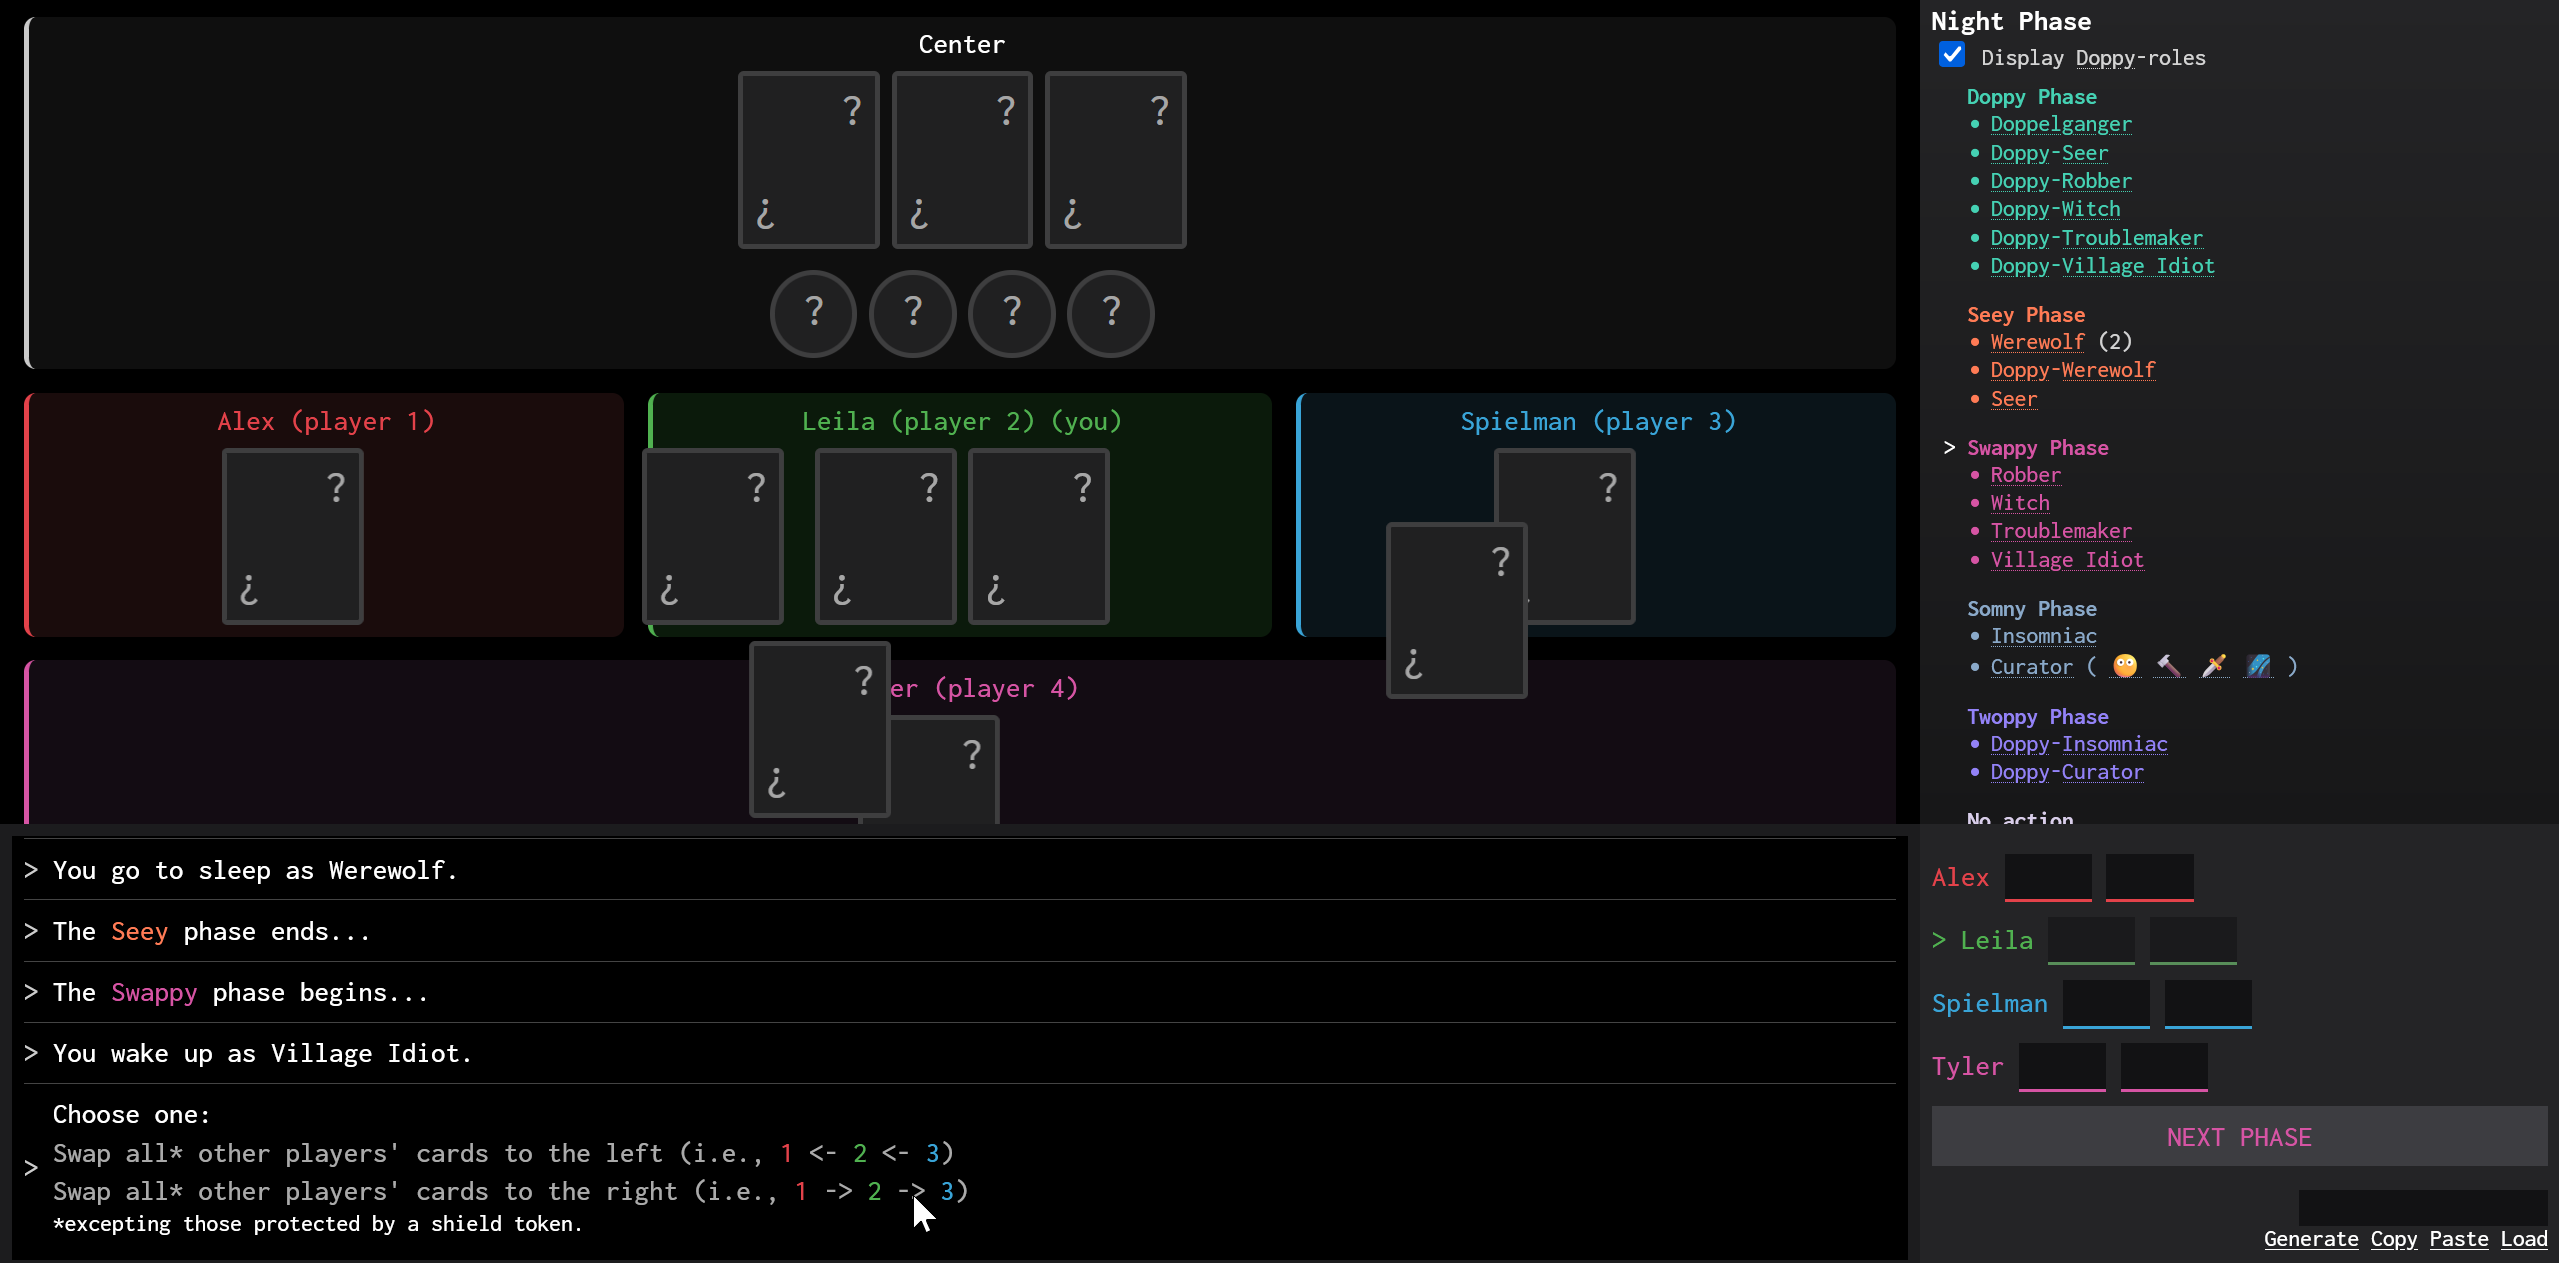 Center
? ? ?
¿ ¿ ¿
? ? ? ?
Alex (player 1)
?
¿
Leila (player 2) (you)
? ? ?
¿ ¿ ¿
Spielman (player 3)
?
?
¿
er (player 4)
?
¿
?
> You go to sleep as Werewolf.
> The Seey phase ends...
> The Swappy phase begins...
> You wake up as Village Idiot.
Choose one:
> Swap all* other players' cards to the left (i.e., 1 <- 2 <- 3)
Swap all* other players' cards to the right (i.e., 1 -> 2 -> 3)
*excepting those protected by a shield token.
Night Phase
Display Doppy-roles
Doppy Phase
• Doppelganger
• Doppy-Seer
• Doppy-Robber
• Doppy-Witch
• Doppy-Troublemaker
• Doppy-Village Idiot
Seey Phase
• Werewolf (2)
• Doppy-Werewolf
• Seer
> Swappy Phase
• Robber
• Witch
• Troublemaker
• Village Idiot
Somny Phase
• Insomniac
• Curator ( 😳 🔨 🗡 🌌 )
Twoppy Phase
• Doppy-Insomniac
• Doppy-Curator
No action
Alex
> Leila
Spielman
Tyler
NEXT PHASE
Generate Copy Paste Load